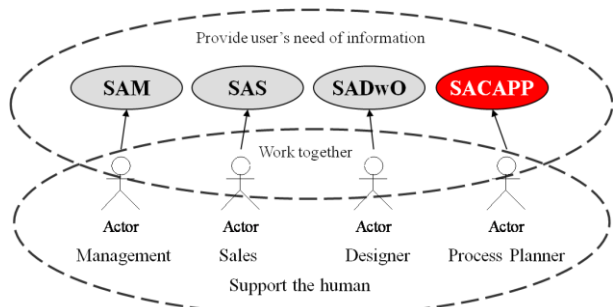 Provide user's need of information
SAM SAS SADwO SACAPP
Work together
Actor Actor Actor Actor
Management Sales Designer Process Planner
Support the human